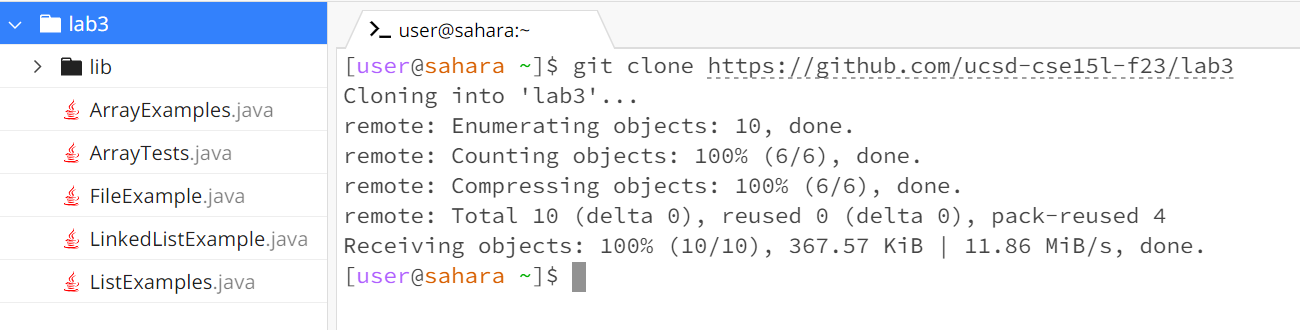 lab3
lib
ArrayExamples.java
ArrayTests.java
FileExample.java
LinkedListExample.java
ListExamples.java
user@sahara:~
[user@sahara ~]$ git clone https://github.com/ucsd-cse15l-f23/lab3
Cloning into 'lab3'...
remote: Enumerating objects: 10, done.
remote: Counting objects: 100% (6/6), done.
remote: Compressing objects: 100% (6/6), done.
remote: Total 10 (delta 0), reused 0 (delta 0), pack-reused 4
Receiving objects: 100% (10/10), 367.57 KiB | 11.86 MiB/s, done.
[user@sahara ~]$